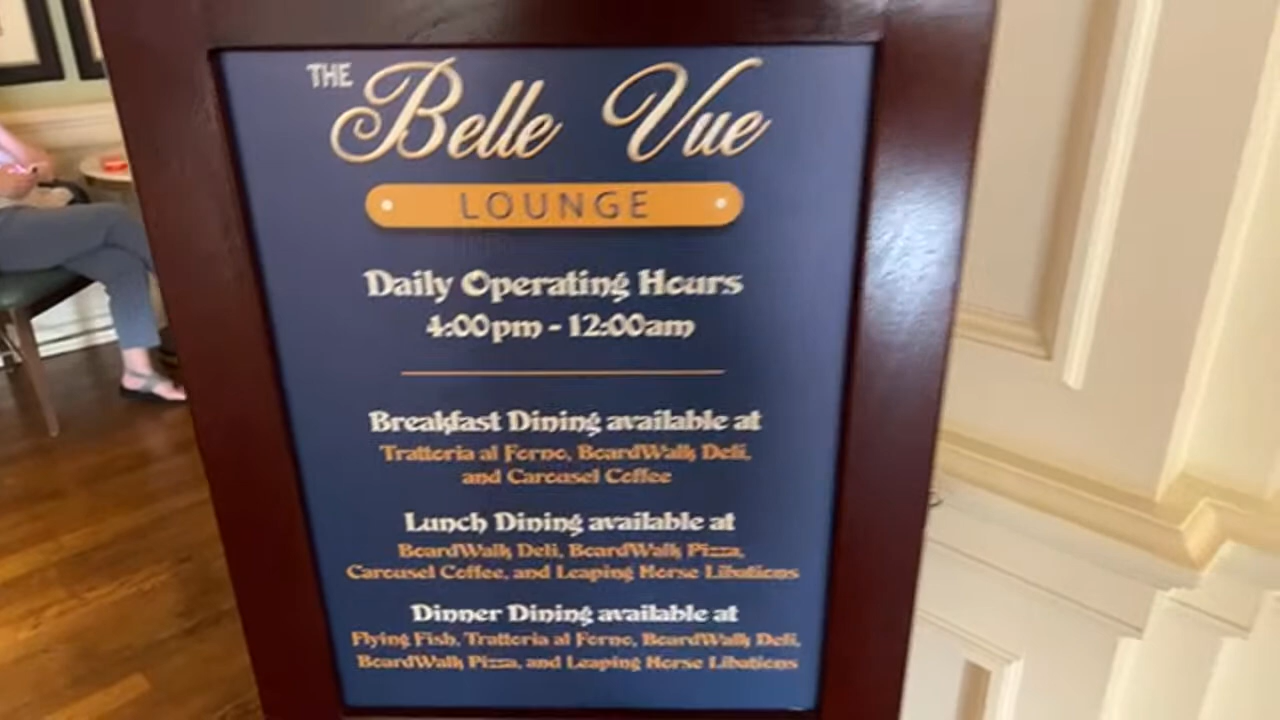 THE Belle Vue
LOUNGE
Daily Operating Hours
4:00pm - 12:00am
Breakfast Dining available at
Trattoria al Forno, BoardWalk Deli,
and Carousel Coffee
Lunch Dining available at
BoardWalk Deli, BoardWalk Pizza,
Carousel Coffee, and Leaping Horse Libations
Dinner Dining available at
Flying Fish, Trattoria al Forno, BoardWalk Deli,
BoardWalk Pizza, and Leaping Horse Libations